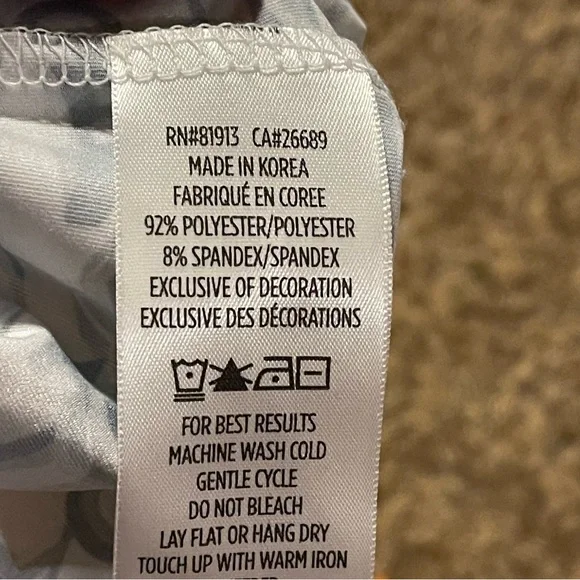 RN#81913 CA#26689
MADE IN KOREA
FABRIQUÉ EN COREE
92% POLYESTER/POLYESTER
8% SPANDEX/SPANDEX
EXCLUSIVE OF DECORATION
EXCLUSIVE DES DÉCORATIONS
FOR BEST RESULTS
MACHINE WASH COLD
GENTLE CYCLE
DO NOT BLEACH
LAY FLAT OR HANG DRY
TOUCH UP WITH WARM IRON